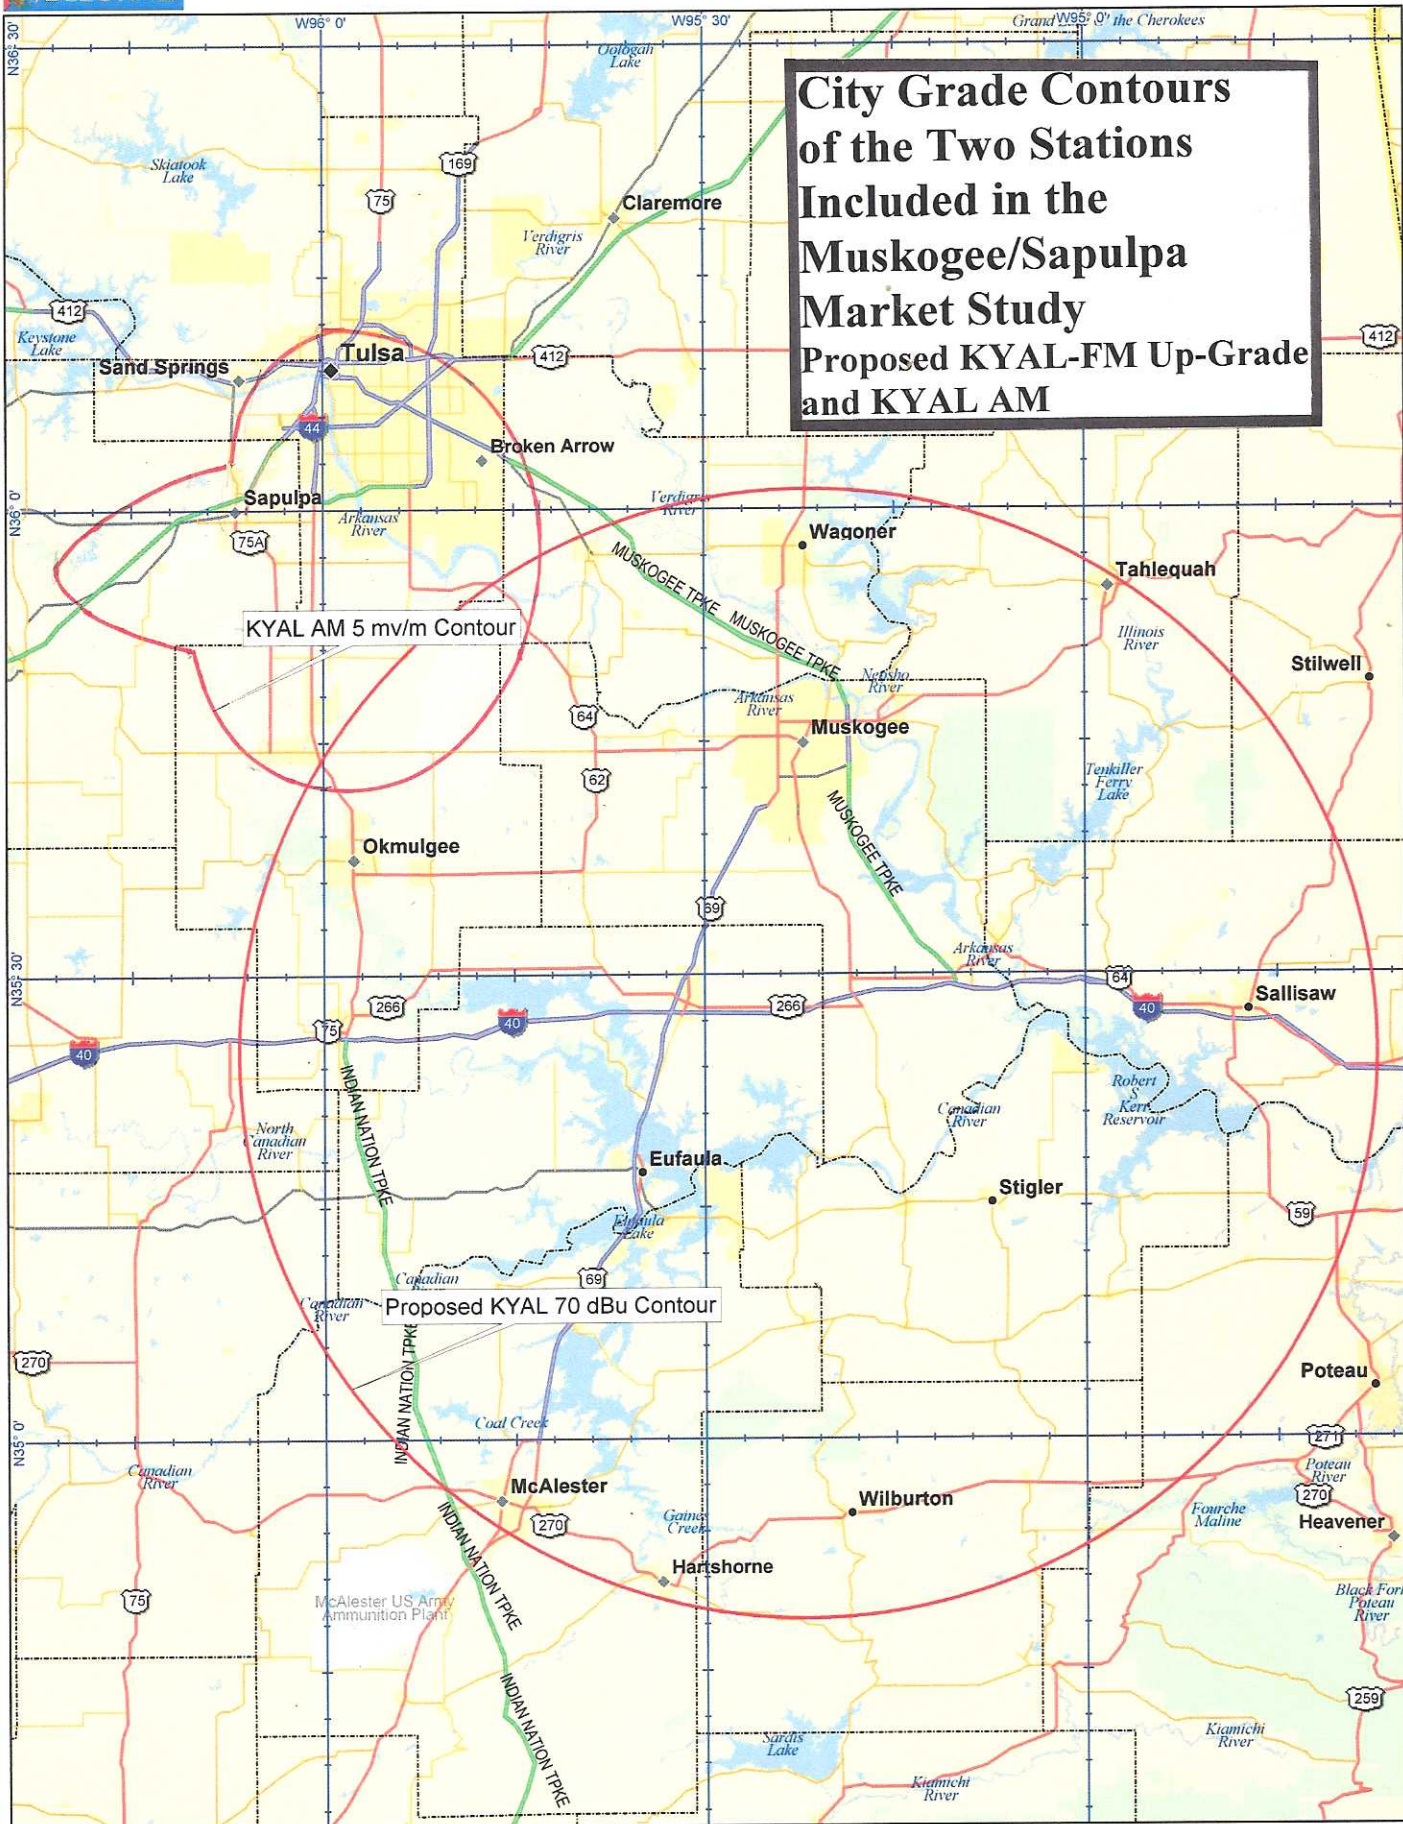 W96° 0'
W95° 30'
W95° 0'
Grand
the Cherokees
N36° 30'
Oologah
Lake
City Grade Contours
of the Two Stations
Included in the
Muskogee/Sapulpa
Market Study
Proposed KYAL-FM Up-Grade
and KYAL AM
Skiatook
Lake
169
75
Claremore
Verdigris
River
412
Keystone
Lake
Tulsa
412
412
Sand Springs
44
Broken Arrow
Sapulpa
Verdigris
River
N36° 0'
Arkansas
River
75A
Wagoner
MUSKOGEE TPKE
MUSKOGEE TPKE
Tahlequah
KYAL AM 5 mv/m Contour
Illinois
River
Stilwell
Neosho
River
Arkansas
River
64
Muskogee
62
Tenkiller
Ferry
Lake
MUSKOGEE TPKE
Okmulgee
69
Arkansas
River
N35° 30'
64
266
75
40
266
40
Sallisaw
40
INDIAN NATION TPKE
Robert
S
Kerr
Reservoir
Canadian
River
North
Canadian
River
Eufaula
Stigler
59
Eufaula
Lake
69
Canadian
Canadian
River
Proposed KYAL 70 dBu Contour
INDIAN NATION TPKE
270
Poteau
Coal Creek
N35° 0'
271
Canadian
River
Poteau
River
McAlester
Wilburton
270
270
Gaines
Creek
Fourche
Maline
Heavener
INDIAN NATION TPKE
Hartshorne
75
McAlester US Army
Ammunition Plant
Black Fork
Poteau
River
INDIAN NATION TPKE
259
Sardis
Lake
Kiamichi
River
Kiamichi
River